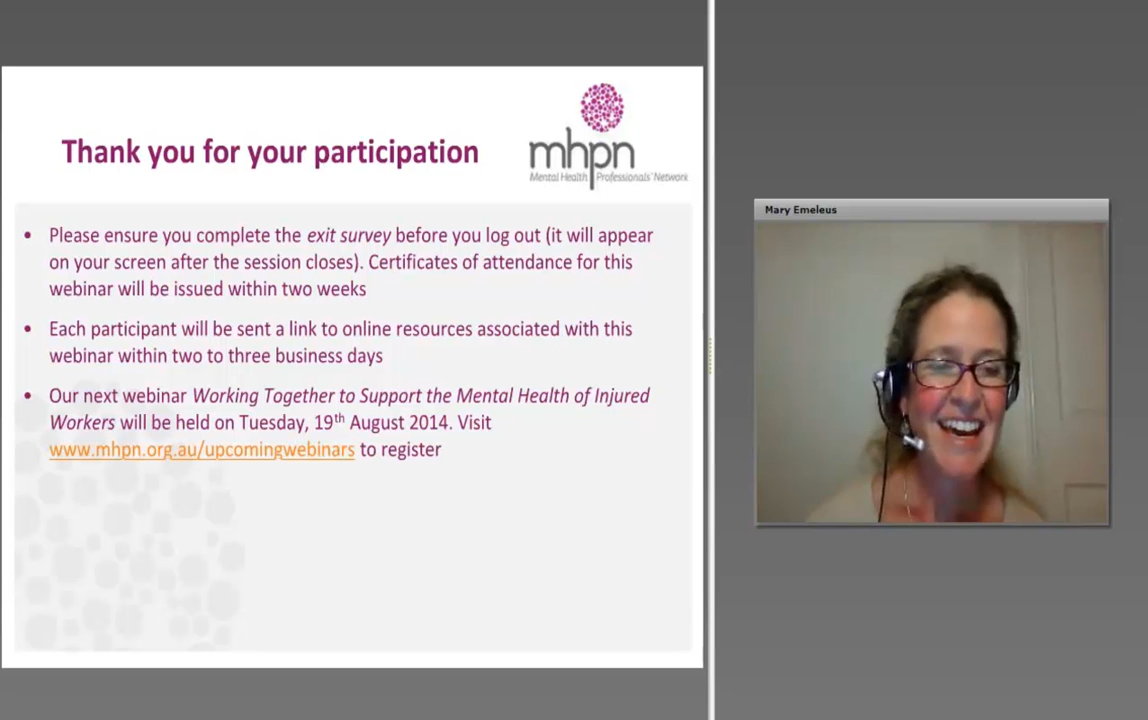 Thank you for your participation
mhpn
Mental Health Professionals' Network
• Please ensure you complete the exit survey before you log out (it will appear
on your screen after the session closes). Certificates of attendance for this
webinar will be issued within two weeks
• Each participant will be sent a link to online resources associated with this
webinar within two to three business days
• Our next webinar Working Together to Support the Mental Health of Injured
Workers will be held on Tuesday, 19th August 2014. Visit
www.mhpn.org.au/upcomingwebinars to register
Mary Emeleus